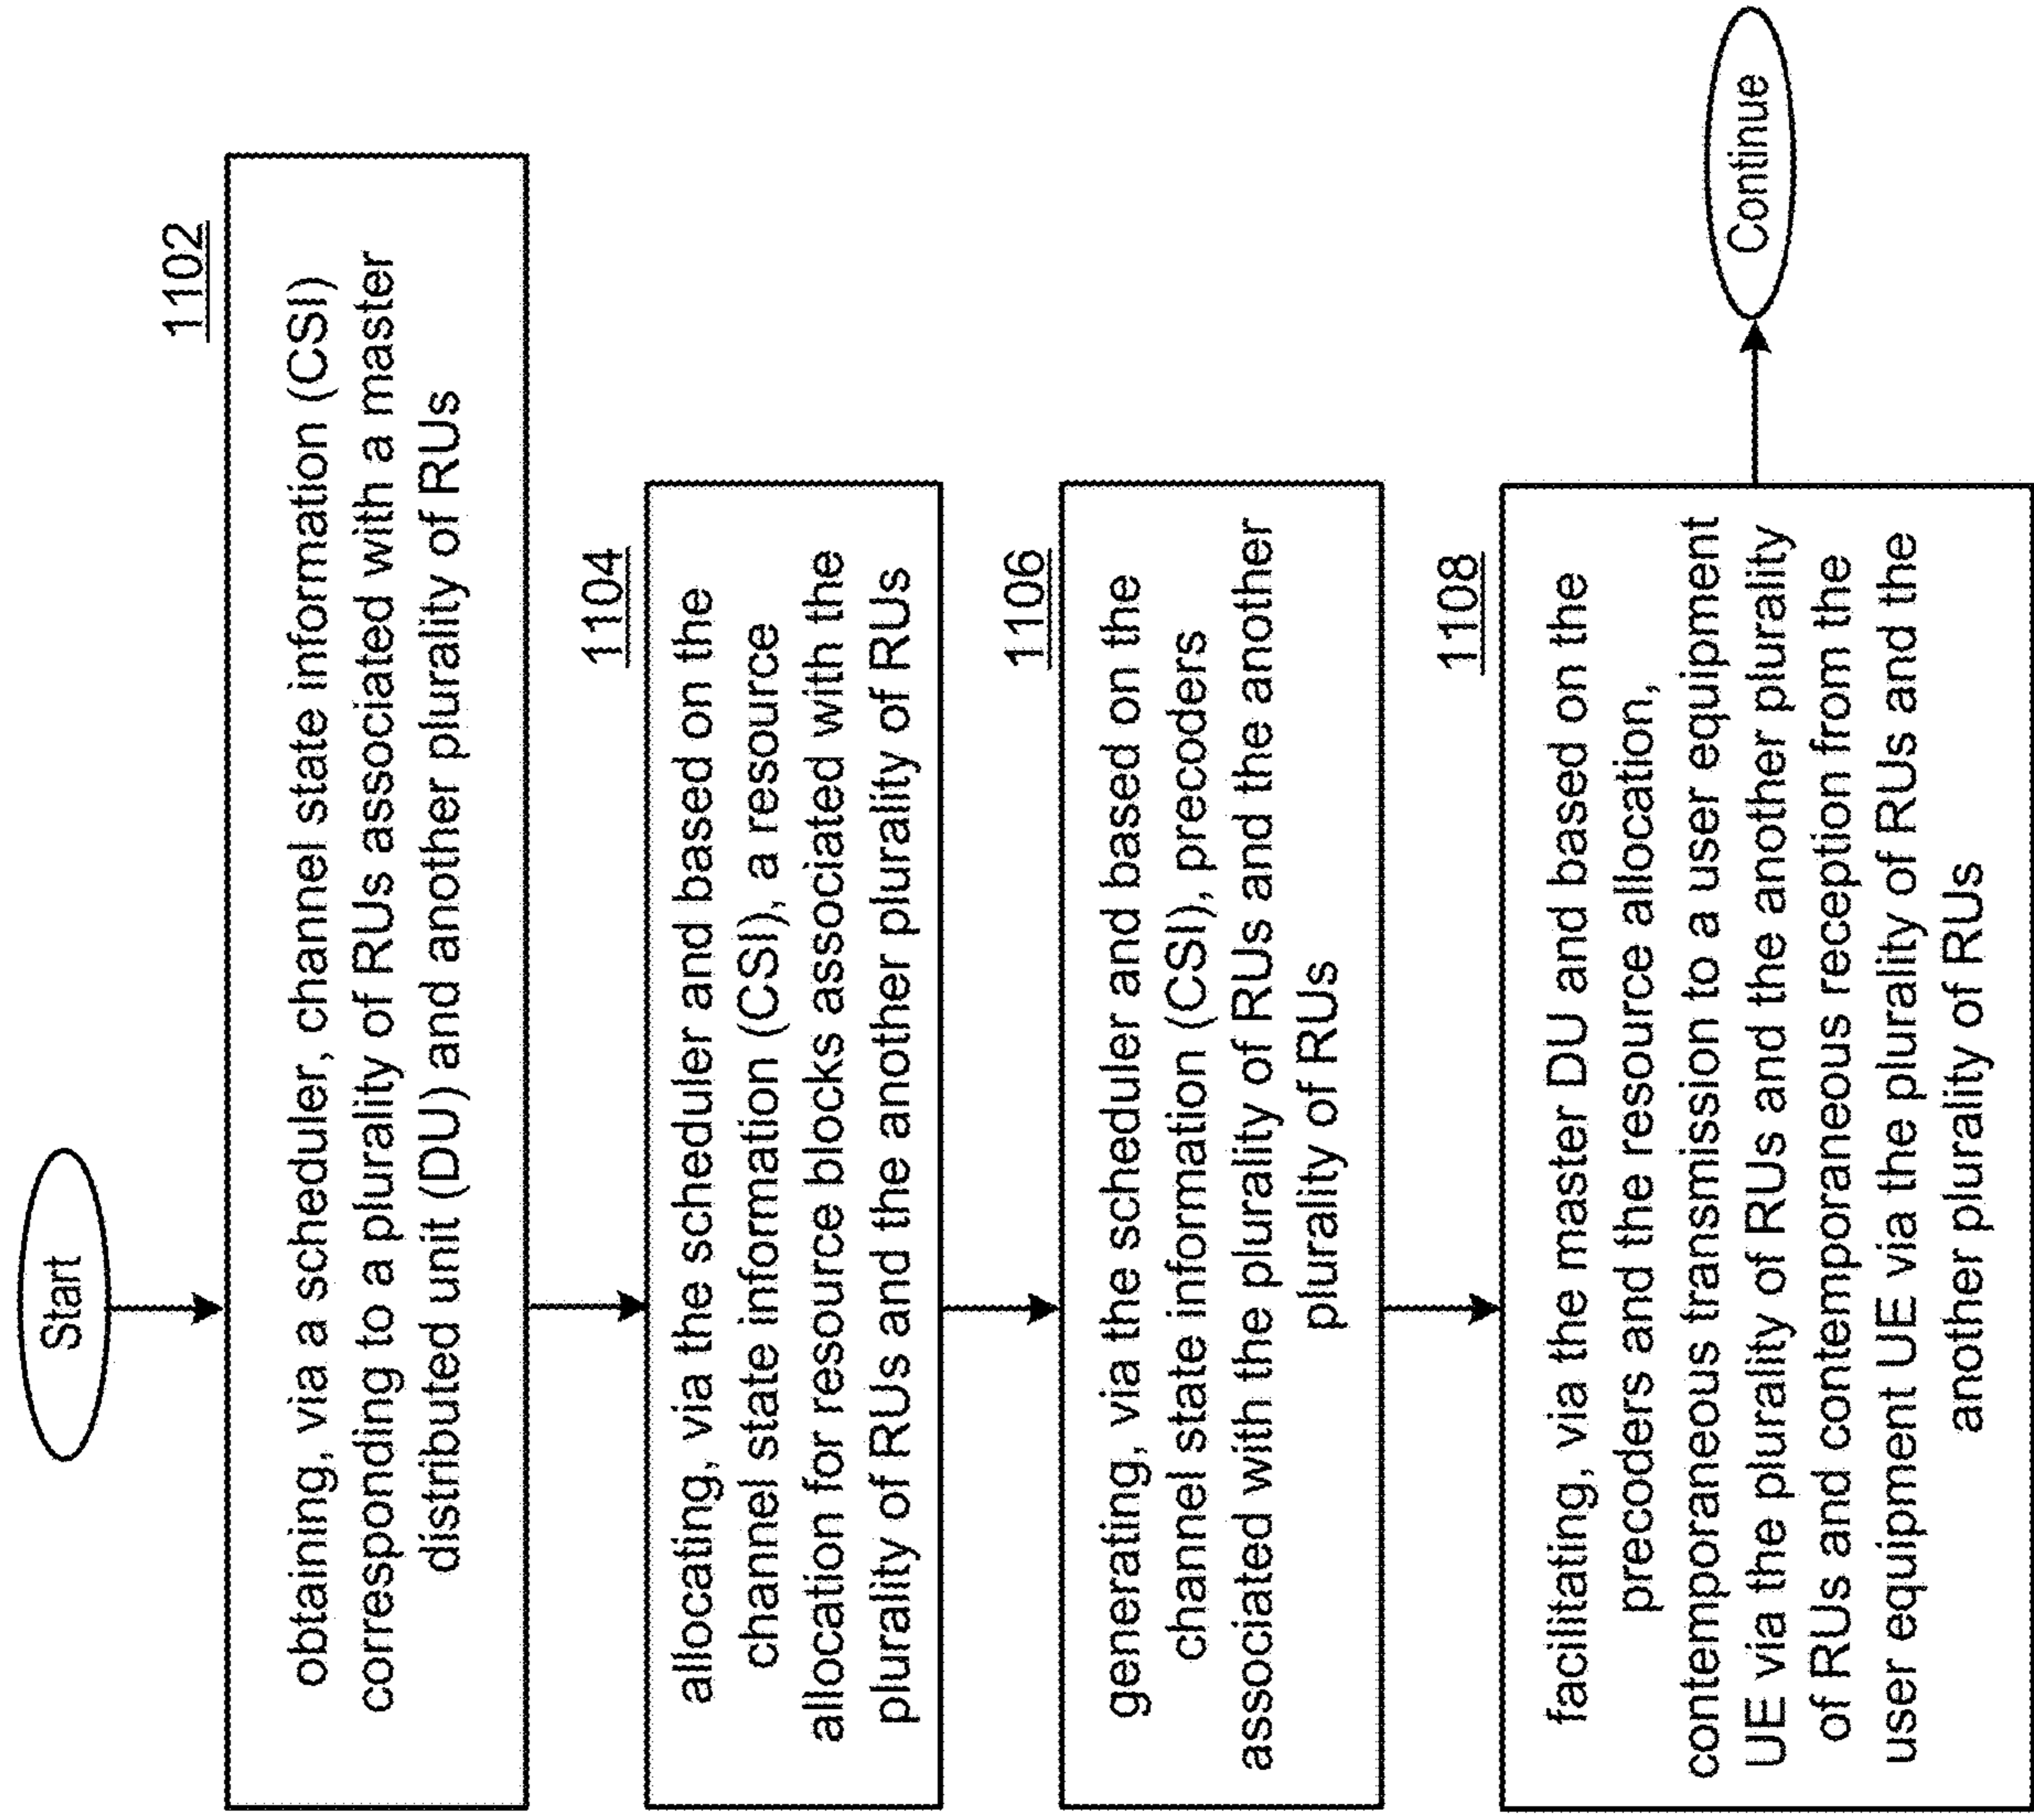 Start
1102
obtaining, via a scheduler, channel state information (CSI)
corresponding to a plurality of RUs associated with a master
distributed unit (DU) and another plurality of RUs
1104
allocating, via the scheduler and based on the
channel state information (CSI), a resource
allocation for resource blocks associated with the
plurality of RUs and the another plurality of RUs
1106
generating, via the scheduler and based on the
channel state information (CSI), precoders
associated with the plurality of RUs and the another
plurality of RUs
1108
facilitating, via the master DU and based on the
precoders and the resource allocation,
contemporaneous transmission to a user equipment
UE via the plurality of RUs and the another plurality
of RUs and contemporaneous reception from the
user equipment UE via the plurality of RUs and the
another plurality of RUs
Continue